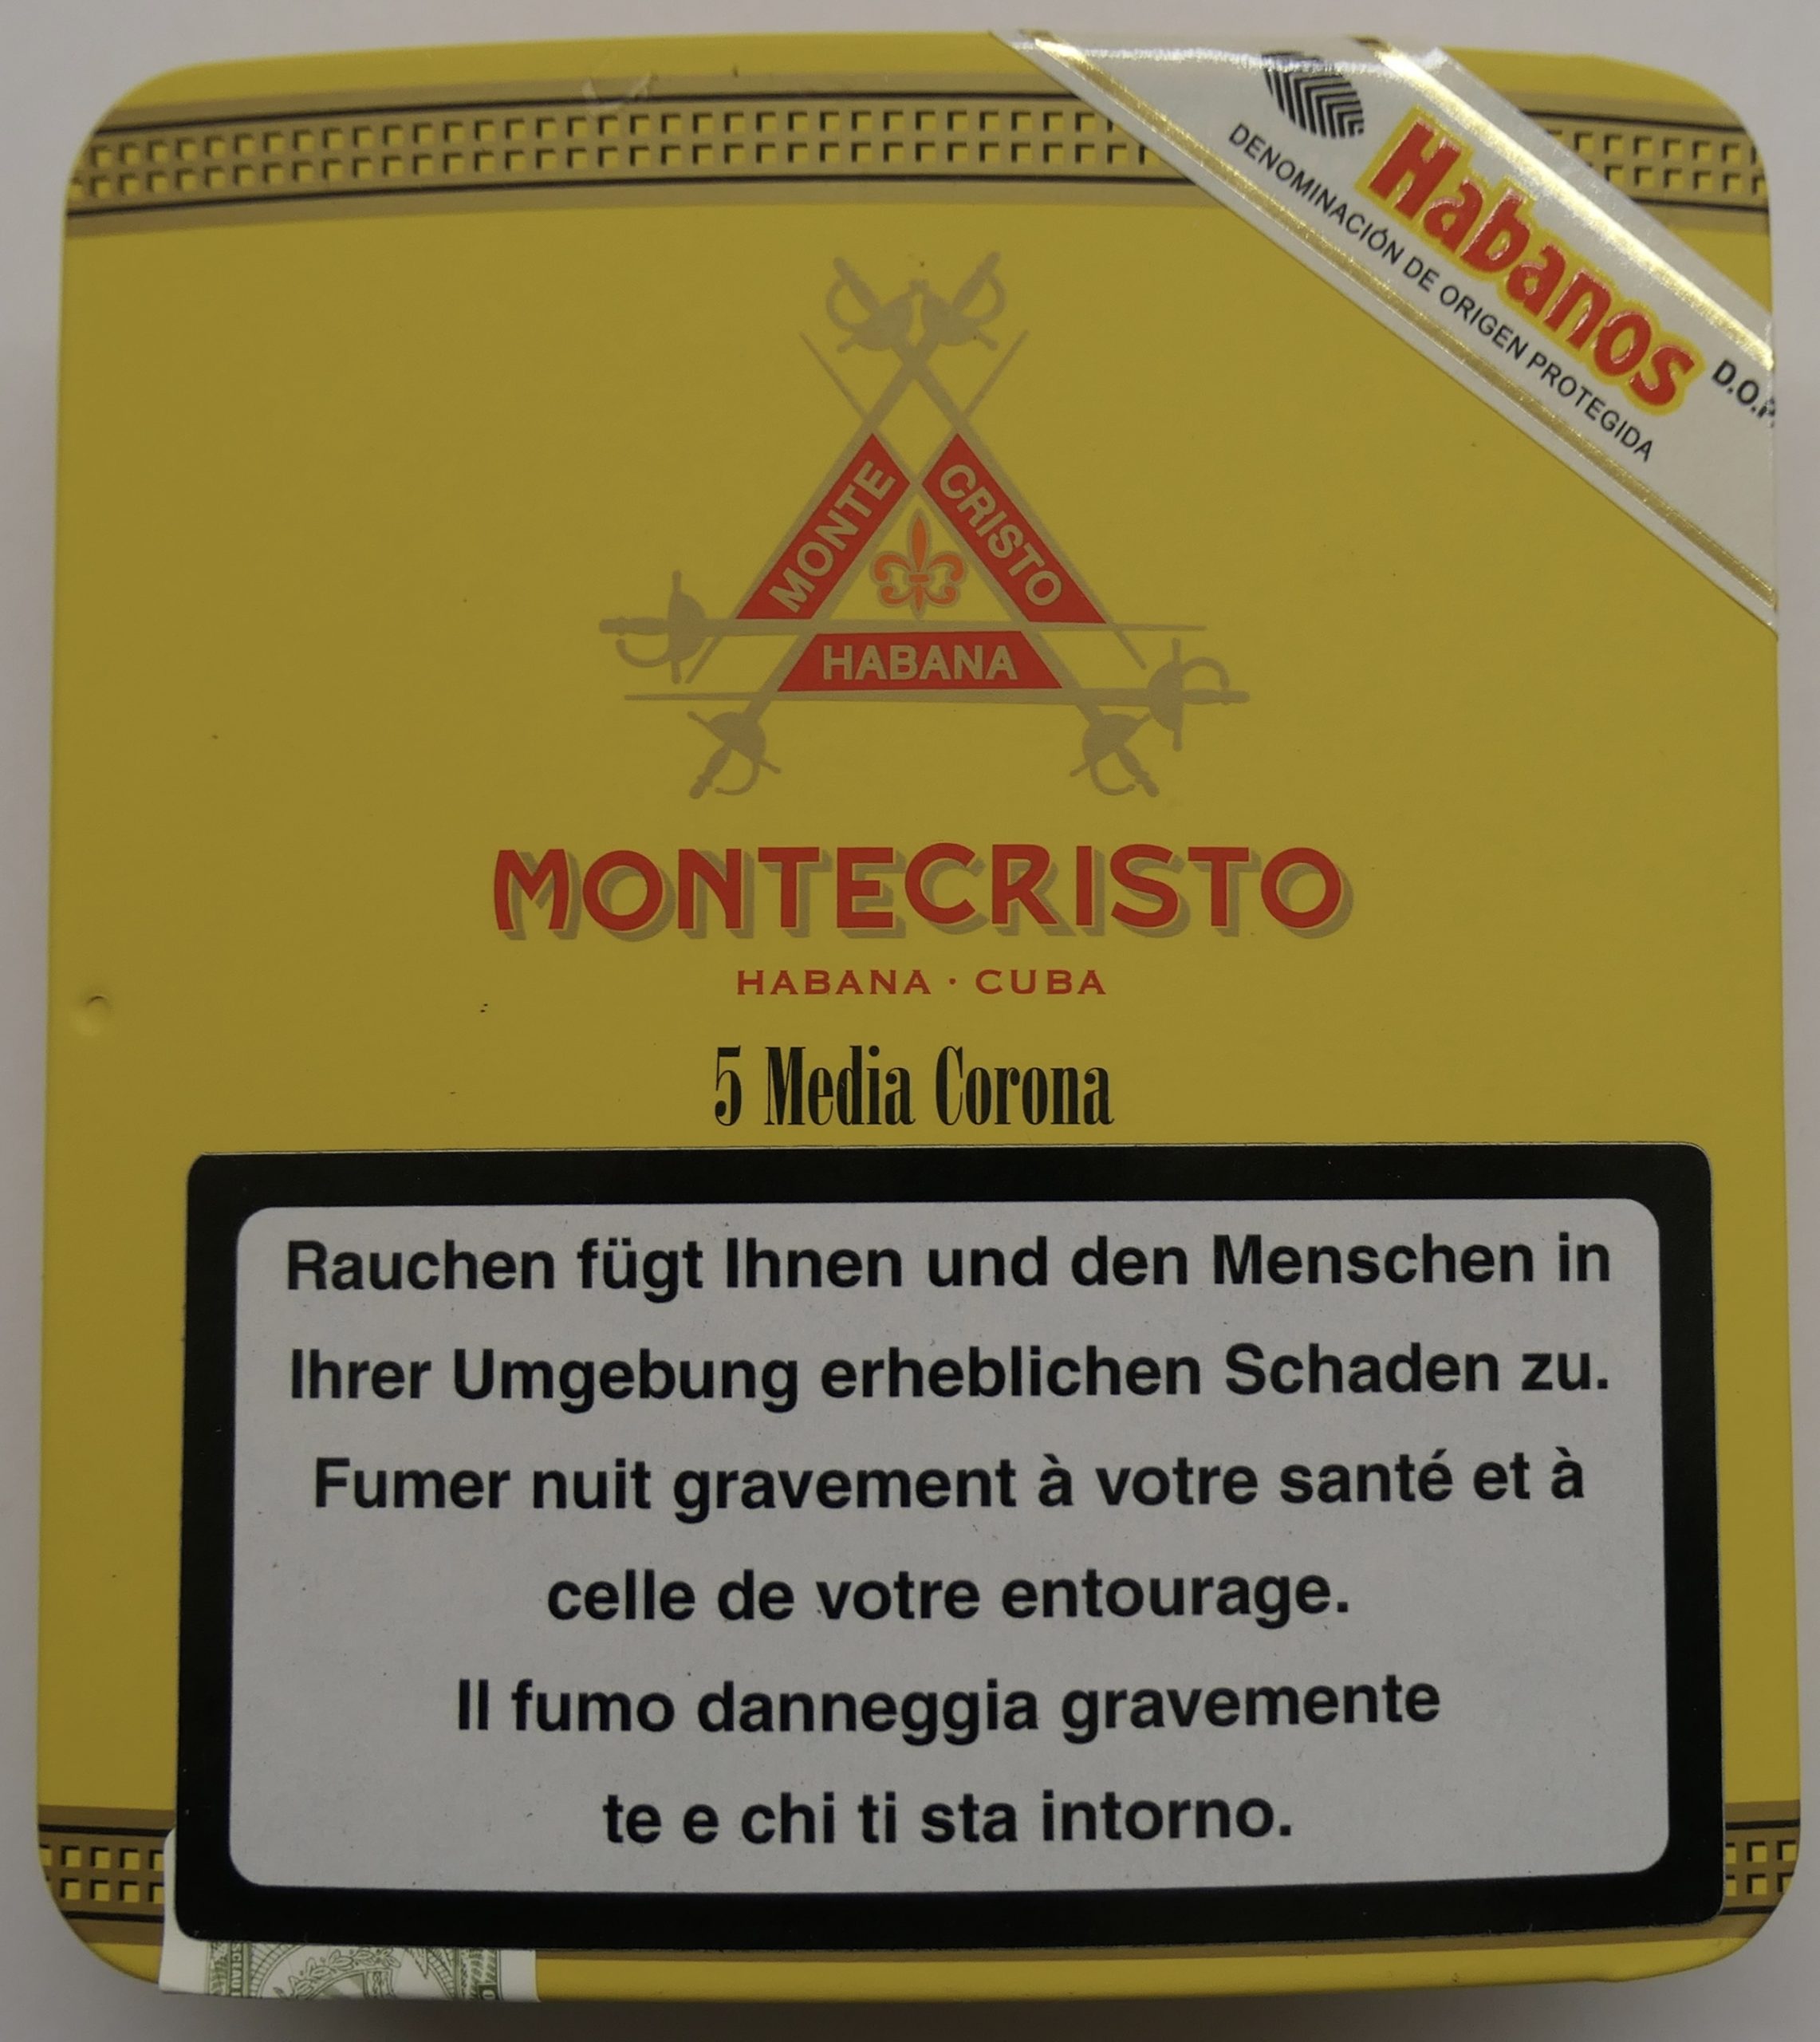 Habanos
DENOMINACIÓN DE ORIGEN PROTEGIDA
MONTE
CRISTO
HABANA
MONTECRISTO
HABANA · CUBA
5 Media Corona
Rauchen fügt Ihnen und den Menschen in
Ihrer Umgebung erheblichen Schaden zu.
Fumer nuit gravement à votre santé et à
celle de votre entourage.
Il fumo danneggia gravemente
te e chi ti sta intorno.